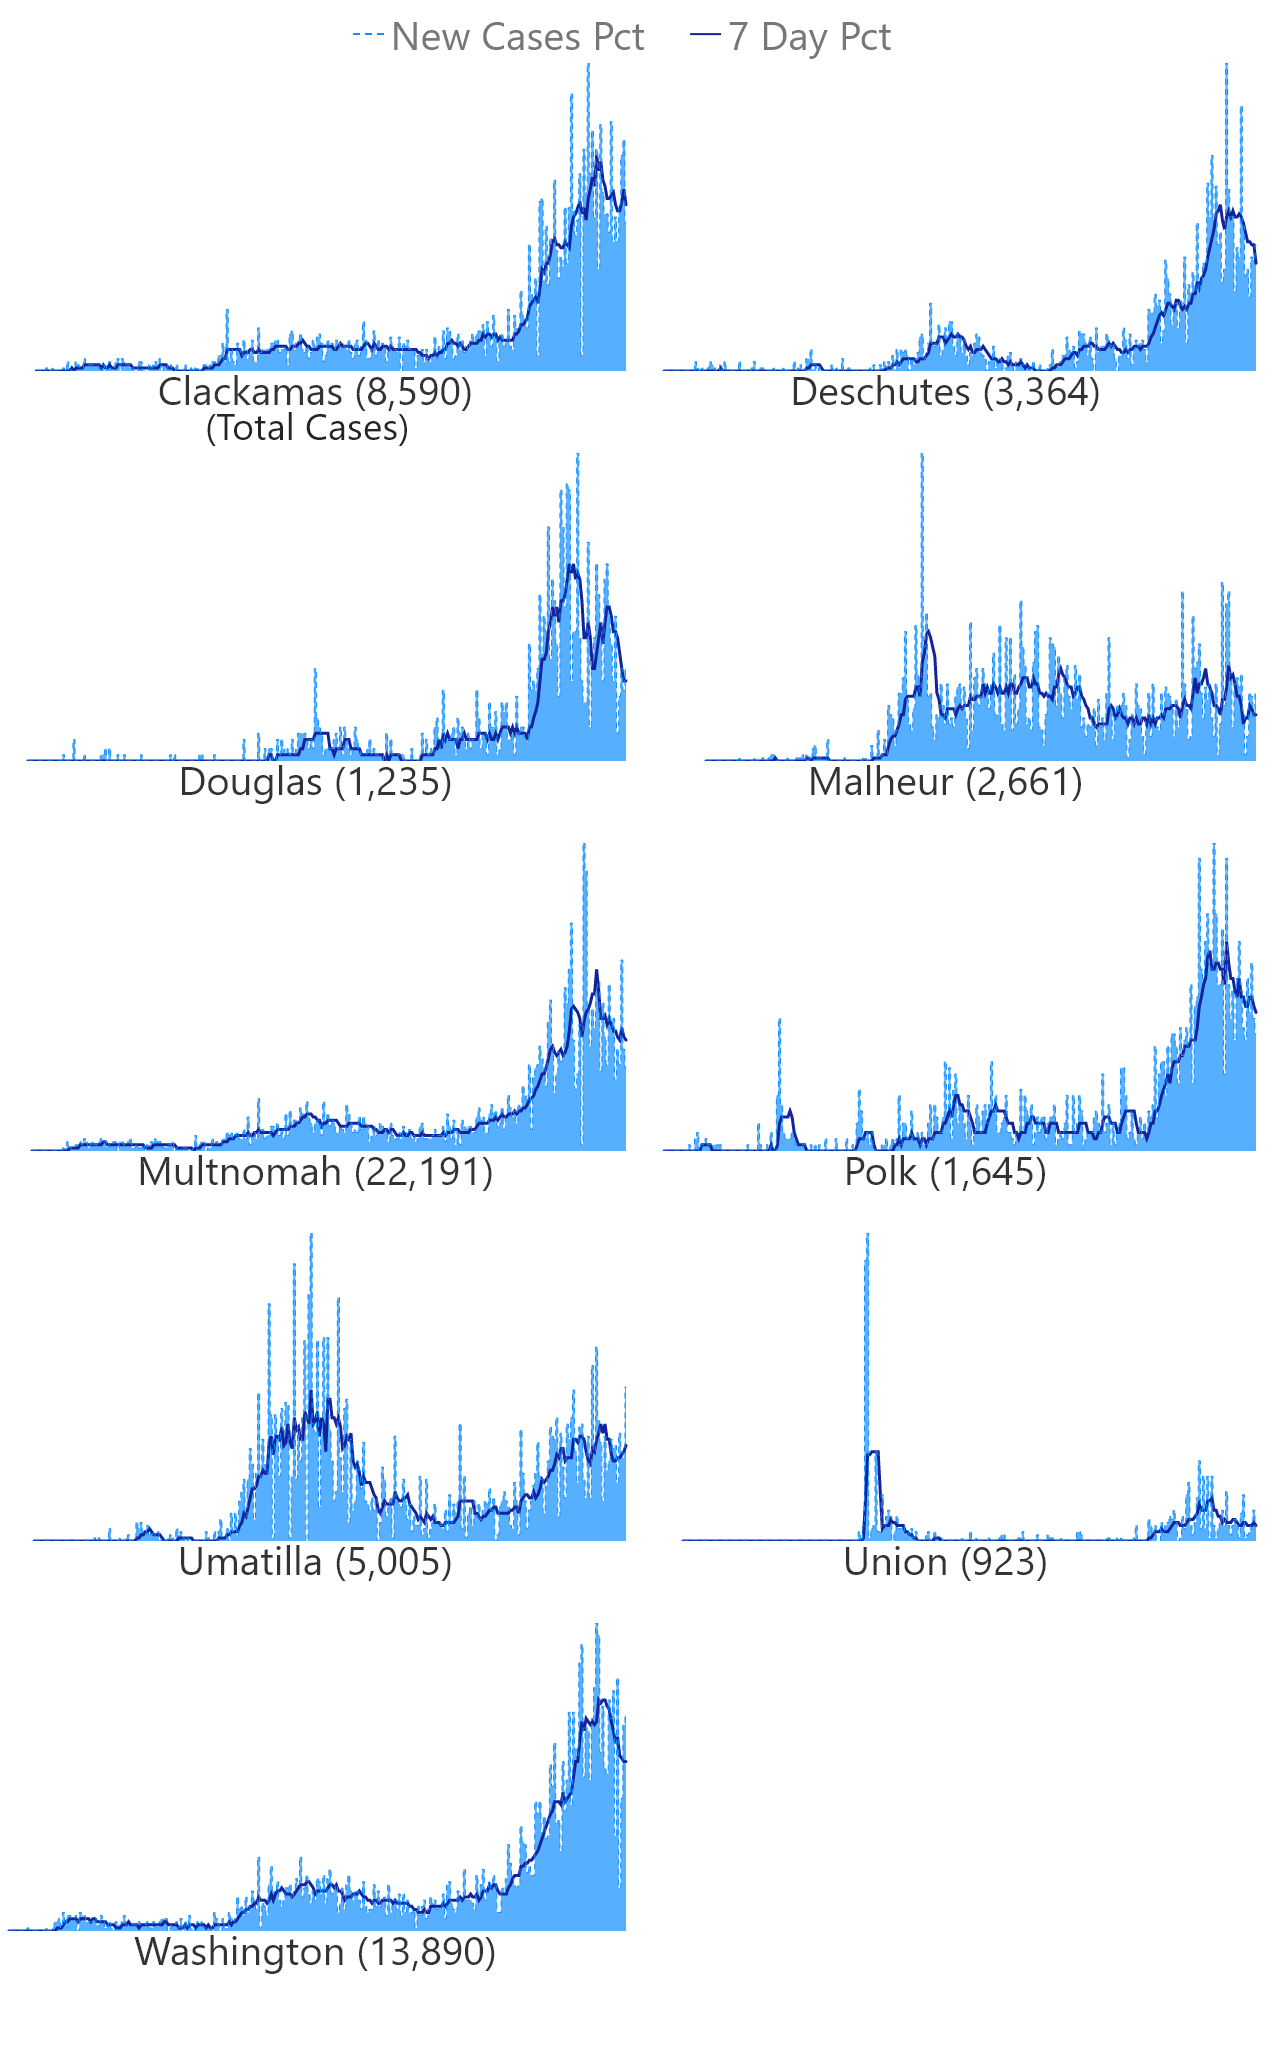 New Cases Pct 7 Day Pct
Clackamas (8,590) Deschutes (3,364)
(Total Cases)
Douglas (1,235) Malheur (2,661)
Multnomah (22,191) Polk (1,645)
Umatilla (5,005) Union (923)
Washington (13,890)